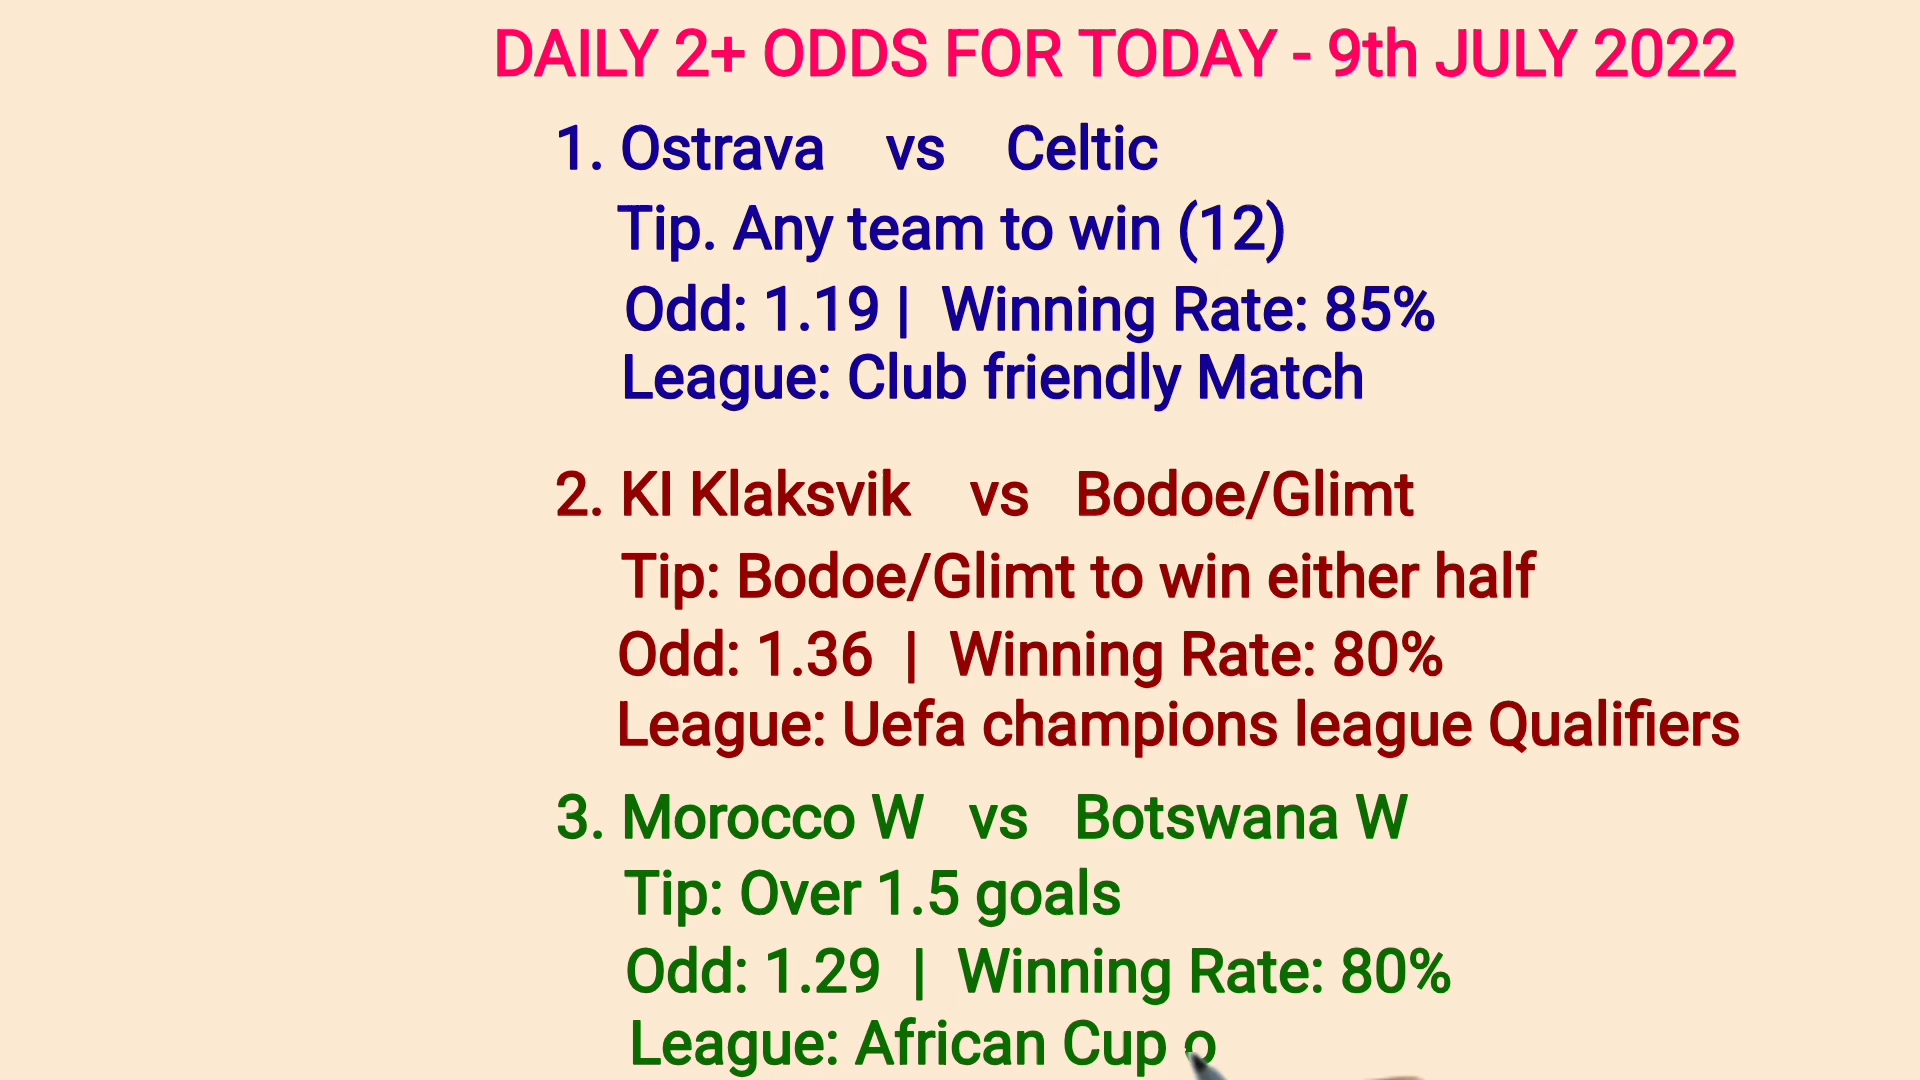 DAILY 2+ ODDS FOR TODAY - 9th JULY 2022
1. Ostrava vs Celtic
Tip. Any team to win (12)
Odd: 1.19 | Winning Rate: 85%
League: Club friendly Match
2. KI Klaksvik vs Bodoe/Glimt
Tip: Bodoe/Glimt to win either half
Odd: 1.36 | Winning Rate: 80%
League: Uefa champions league Qualifiers
3. Morocco W vs Botswana W
Tip: Over 1.5 goals
Odd: 1.29 | Winning Rate: 80%
League: African Cup o